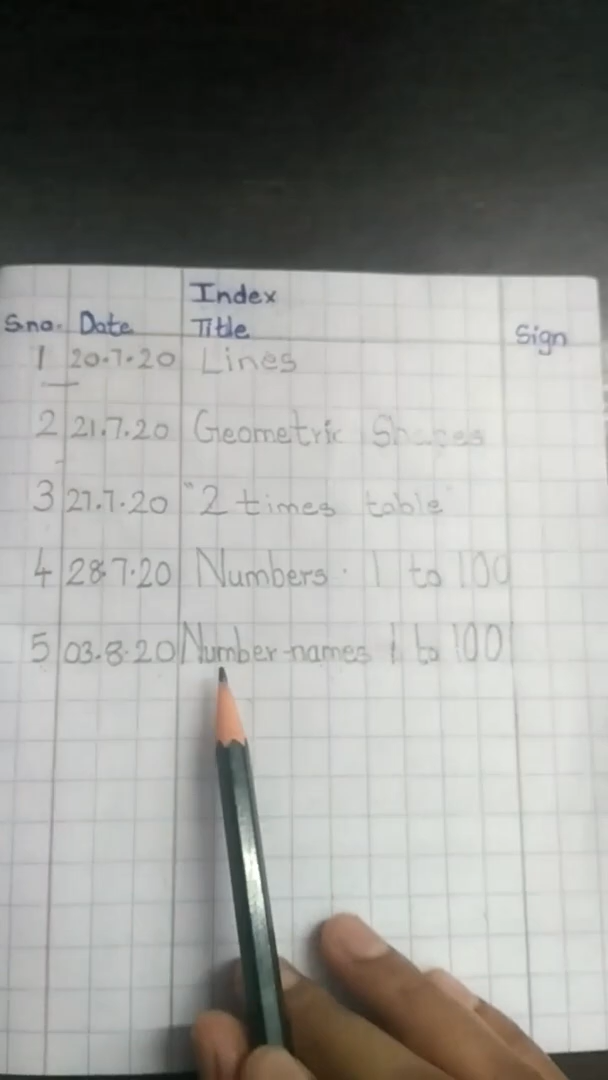 Index
S.no. Date Title Sign
1 20.7.20 Lines
2 21.7.20 Geometric Shapes
3 27.7.20 "2 times table"
4 28.7.20 Numbers. 1 to 100
5 03.8.20 Number-names 1 to 100